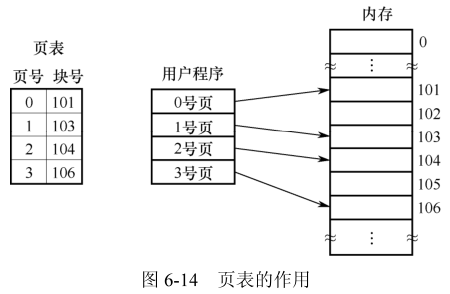 页表
页号 块号
0 101
1 103
2 104
3 106
用户程序
0号页
1号页
2号页
3号页
内存
0
⋮
101
102
103
104
105
106
⋮
图 6-14 页表的作用